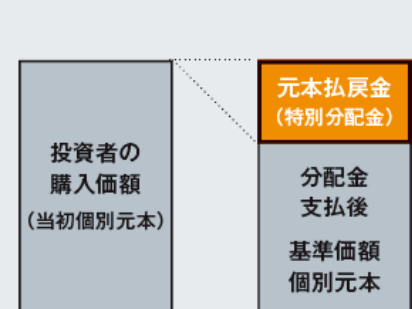 投資者の
購入価額
（当初個別元本）
元本払戻金
（特別分配金）
分配金
支払後
基準価額
個別元本